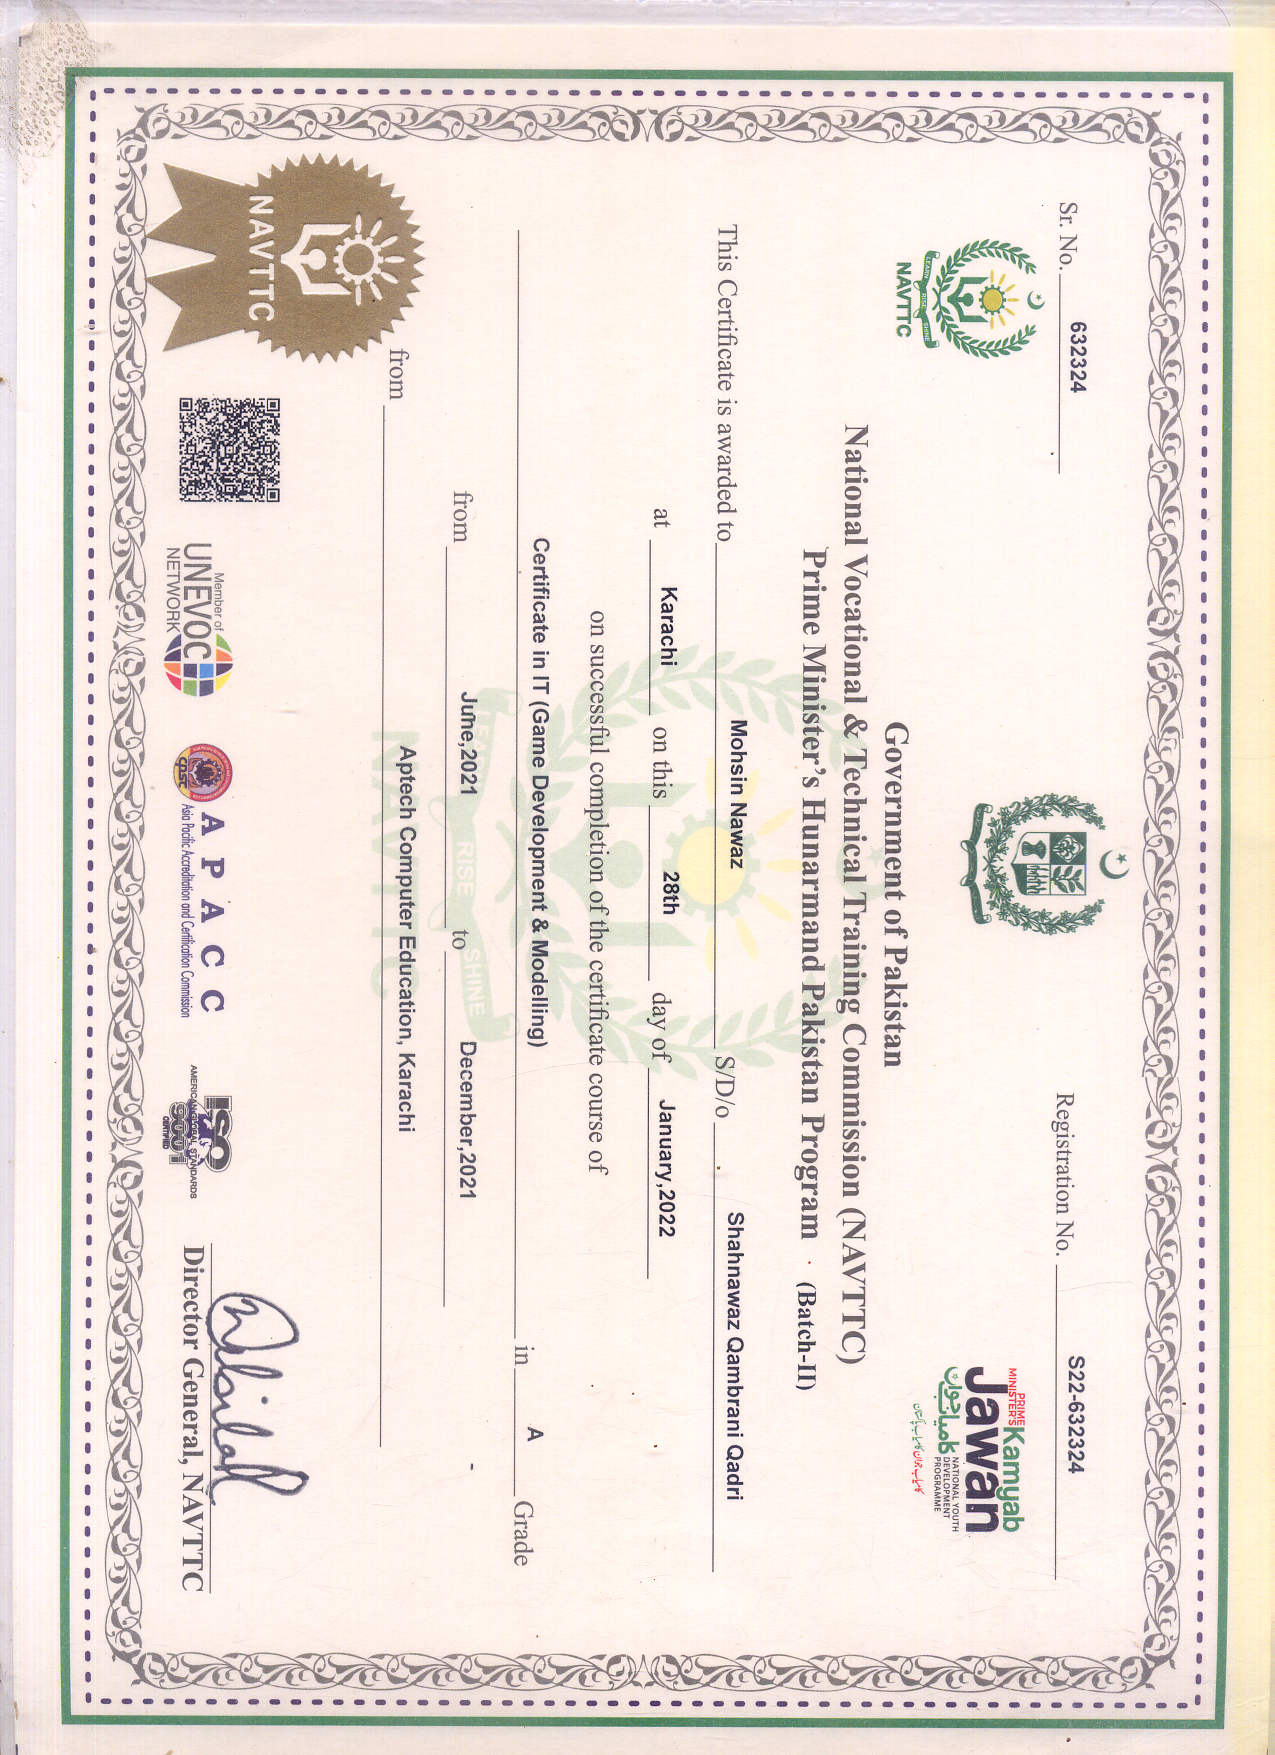 Sr. No. 632324
Registration No. S22-632324
LEARN RISE SHINE
NAVTTC
PRIME MINISTER'S Kamyab
Jawan
کامیاب جوان
NATIONAL YOUTH
DEVELOPMENT
PROGRAMME
کامیاب جوان کامیاب پاکستان
Government of Pakistan
National Vocational & Technical Training Commission (NAVTTC)
Prime Minister's Hunarmand Pakistan Program (Batch-II)
This Certificate is awarded to Mohsin Nawaz S/D/o Shahnawaz Qambrani Qadri
at Karachi on this 28th day of January,2022
on successful completion of the certificate course of
Certificate in IT (Game Development & Modelling) in A Grade
from June,2021 to December,2021
LEARN RISE SHINE
from Aptech Computer Education, Karachi
NAVTTC
NAVTTC
Member of
UNEVOC
NETWORK
cpsc
APACC
Asia Pacific Accreditation and Certification Commission
ISO
AMERICAN GLOBAL STANDARDS
9001
CERTIFIED
Director General, NAVTTC